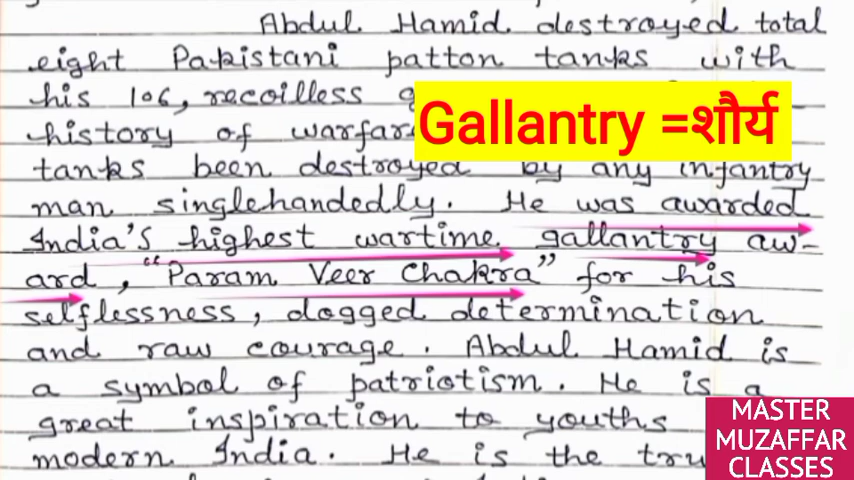 Abdul Hamid destroyed total
eight Pakistani patton tanks with
his 106, recoilless
history of warfar
Gallantry =शौर्य
tanks been destroyed by any infantry
man singlehandedly. He was awarded
India's highest wartime gallantry aw-
ard, "Param Veer Chakra" for his
selflessness, dogged determination
and raw courage. Abdul Hamid is
a symbol of patriotism. He is a
great inspiration to youths
modern India. He is the tru
MASTER
MUZAFFAR
CLASSES